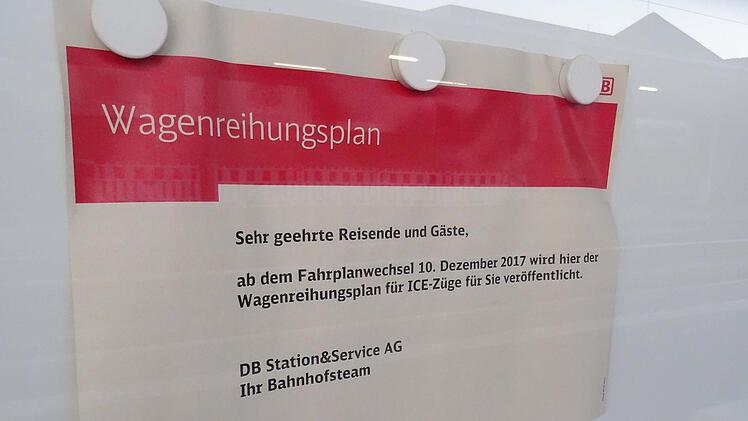 B
Wagenreihungsplan
Sehr geehrte Reisende und Gäste,
ab dem Fahrplanwechsel 10. Dezember 2017 wird hier der
Wagenreihungsplan für ICE-Züge für Sie veröffentlicht.
DB Station&Service AG
Ihr Bahnhofsteam